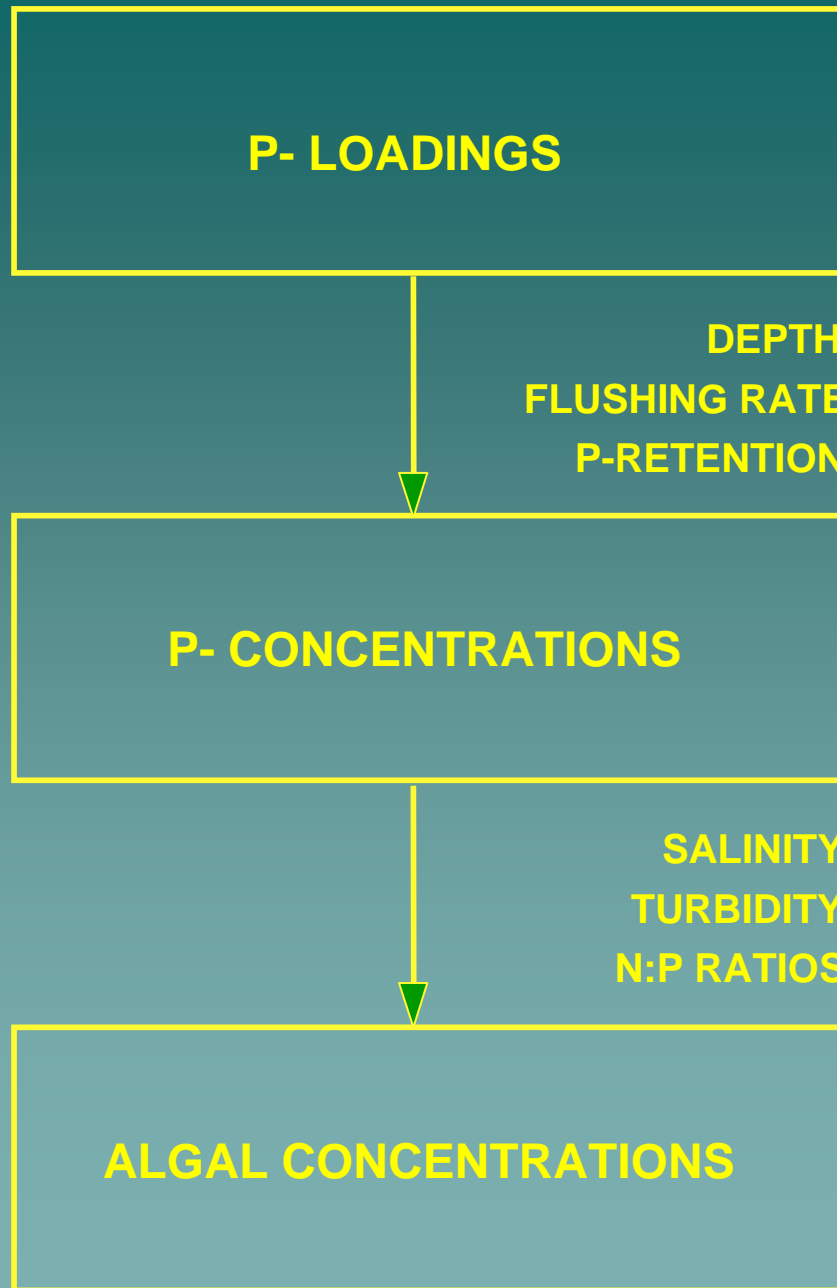 P- LOADINGS
DEPTH
FLUSHING RATE
P-RETENTION
P- CONCENTRATIONS
SALINITY
TURBIDITY
N:P RATIOS
ALGAL CONCENTRATIONS